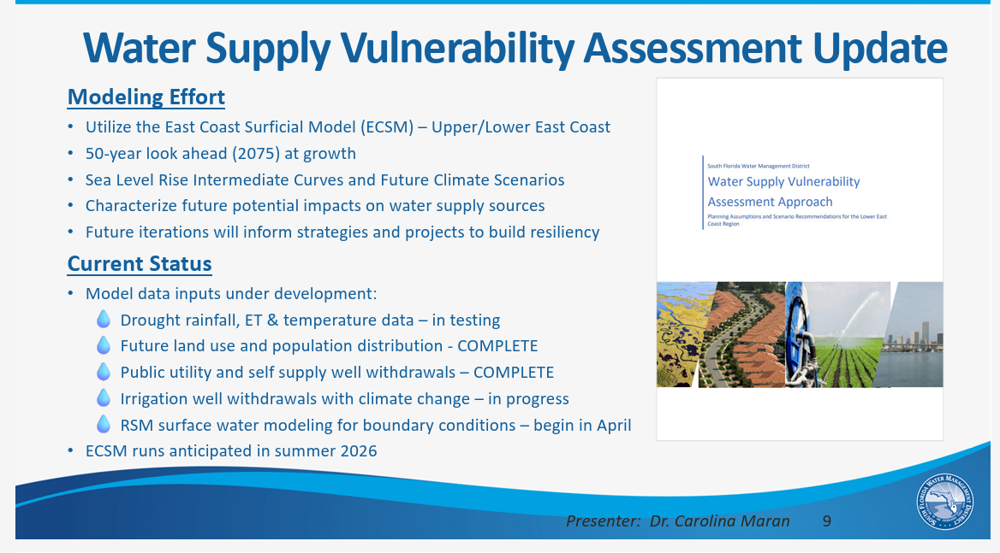 Water Supply Vulnerability Assessment Update
Modeling Effort
• Utilize the East Coast Surficial Model (ECSM) – Upper/Lower East Coast
• 50-year look ahead (2075) at growth
• Sea Level Rise Intermediate Curves and Future Climate Scenarios
• Characterize future potential impacts on water supply sources
• Future iterations will inform strategies and projects to build resiliency
Current Status
• Model data inputs under development:
Drought rainfall, ET & temperature data – in testing
Future land use and population distribution - COMPLETE
Public utility and self supply well withdrawals – COMPLETE
Irrigation well withdrawals with climate change – in progress
RSM surface water modeling for boundary conditions – begin in April
• ECSM runs anticipated in summer 2026
South Florida Water Management District
Water Supply Vulnerability
Assessment Approach
Planning Assumptions and Scenario Recommendations for the Lower East
Coast Region
Presenter: Dr. Carolina Maran
9
SOUTH FLORIDA WATER MANAGEMENT DISTRICT